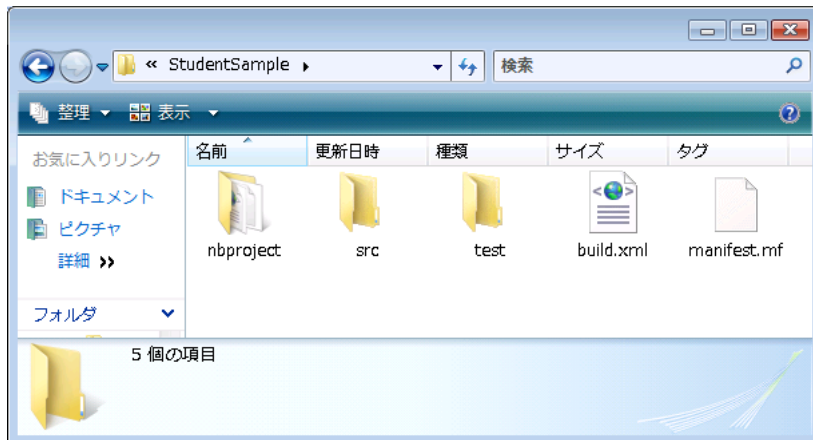 « StudentSample
検索
整理 表示
お気に入りリンク
名前 更新日時 種類 サイズ タグ
ドキュメント
ピクチャ
詳細 »
nbproject src test build.xml manifest.mf
フォルダ
5 個の項目